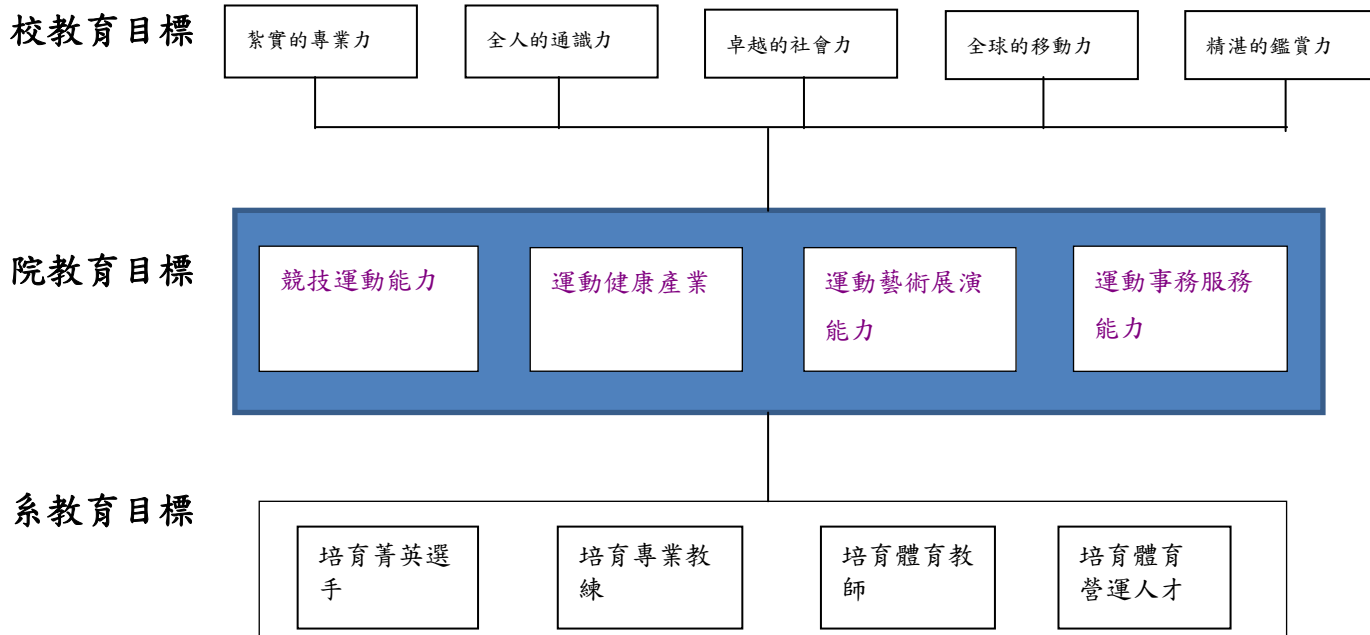 校教育目標
紮實的專業力
全人的通識力
卓越的社會力
全球的移動力
精湛的鑑賞力
院教育目標
競技運動能力
運動健康產業
運動藝術展演
能力
運動事務服務
能力
系教育目標
培育菁英選
手
培育專業教
練
培育體育教
師
培育體育
營運人才